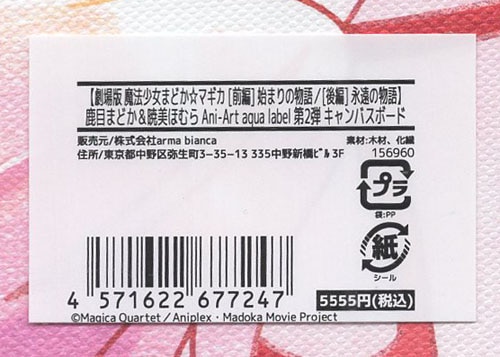 【劇場版 魔法少女まどか☆マギカ [前編] 始まりの物語/[後編] 永遠の物語】
鹿目まどか&暁美ほむら Ani-Art aqua label 第2弾 キャンバスボード
販売元/株式会社arma bianca
素材:木材、化繊
住所/東京都中野区弥生町3-35-13 335中野新橋ビル3F
156960
プラ
袋:PP
紙
シール
4 571622 677247
5555円(税込)
©Magica Quartet/Aniplex・Madoka Movie Project